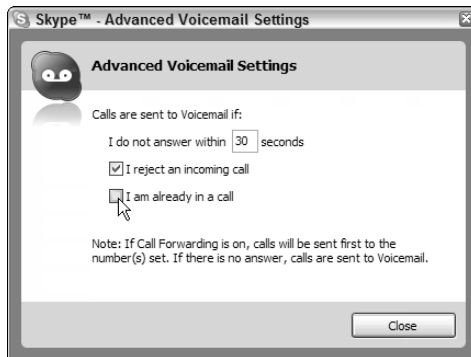 Skype™ - Advanced Voicemail Settings
Advanced Voicemail Settings
Calls are sent to Voicemail if:
I do not answer within 30 seconds
I reject an incoming call
I am already in a call
Note: If Call Forwarding is on, calls will be sent first to the
number(s) set. If there is no answer, calls are sent to Voicemail.
Close